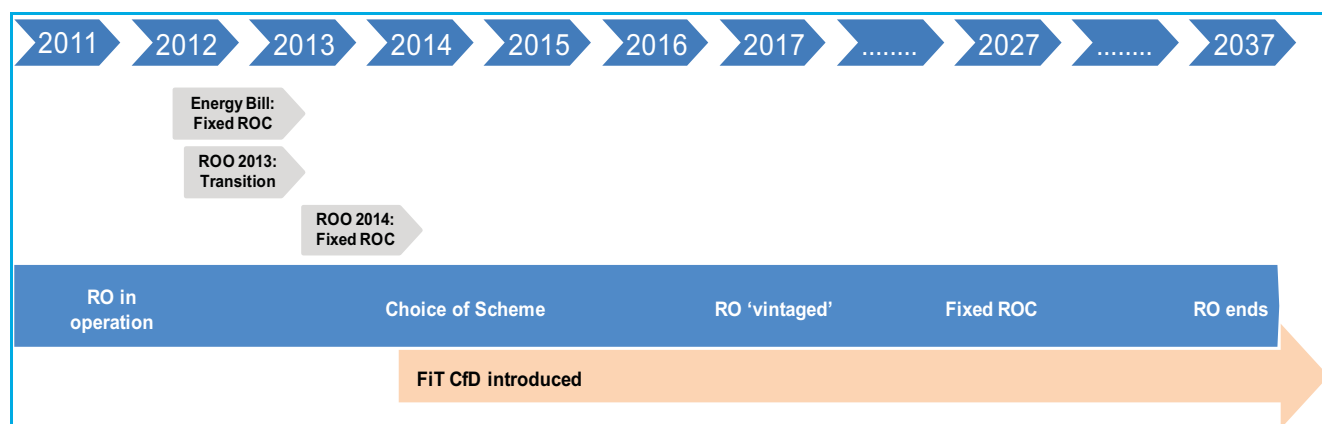 2011 2012 2013 2014 2015 2016 2017 ........ 2027 ........ 2037
Energy Bill:
Fixed ROC
ROO 2013:
Transition
ROO 2014:
Fixed ROC
RO in
operation
Choice of Scheme
RO ‘vintaged’
Fixed ROC
RO ends
FiT CfD introduced